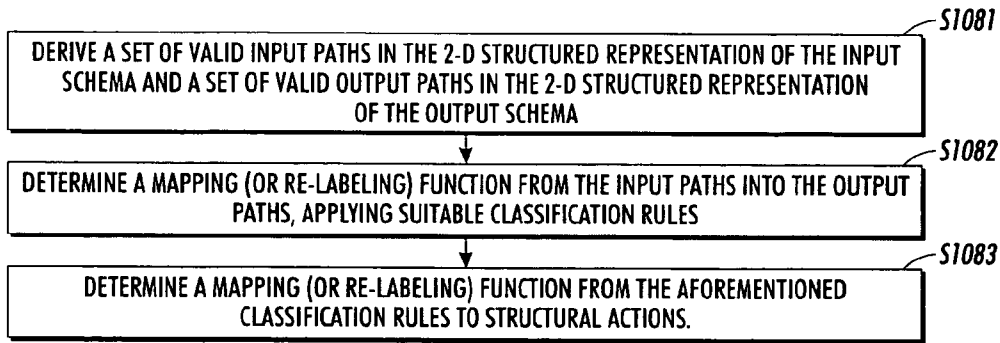 S1081
DERIVE A SET OF VALID INPUT PATHS IN THE 2-D STRUCTURED REPRESENTATION OF THE INPUT
SCHEMA AND A SET OF VALID OUTPUT PATHS IN THE 2-D STRUCTURED REPRESENTATION
OF THE OUTPUT SCHEMA
S1082
DETERMINE A MAPPING (OR RE-LABELING) FUNCTION FROM THE INPUT PATHS INTO THE OUTPUT
PATHS, APPLYING SUITABLE CLASSIFICATION RULES
S1083
DETERMINE A MAPPING (OR RE-LABELING) FUNCTION FROM THE AFOREMENTIONED
CLASSIFICATION RULES TO STRUCTURAL ACTIONS.